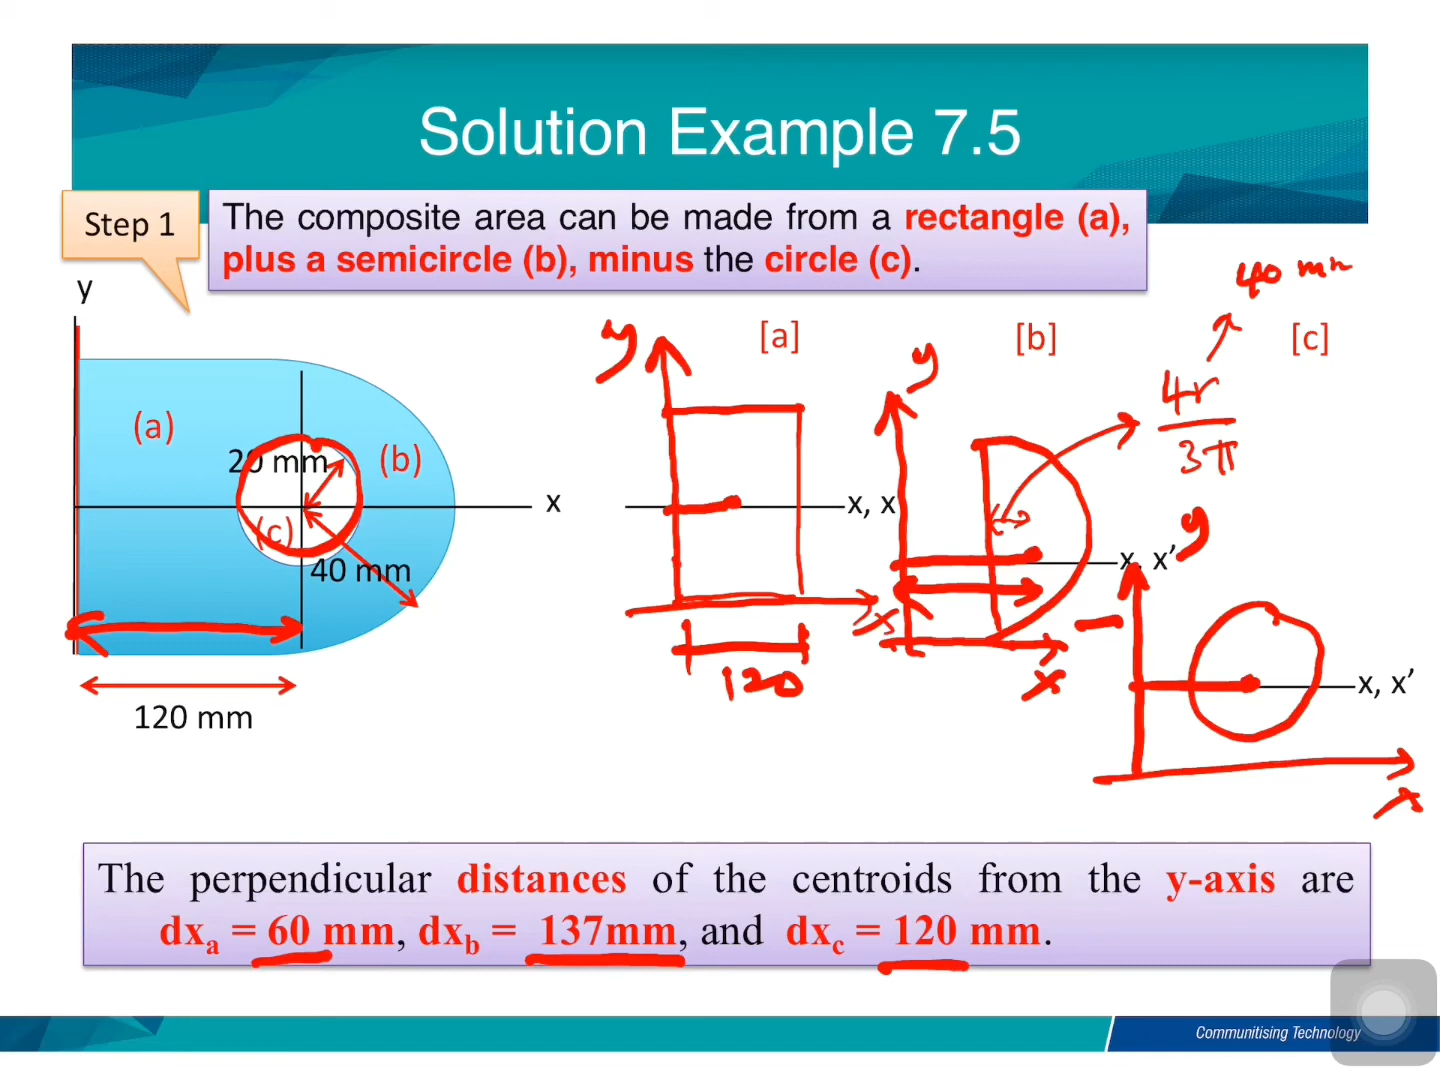 Solution Example 7.5
Step 1
The composite area can be made from a rectangle (a),
plus a semicircle (b), minus the circle (c).
40 mm
y
y
[a]
y
[b]
[c]
4r
3π
(a)
20 mm
(b)
x
x, x
(c)
y
40 mm
x, x'
x
x
120
x, x'
120 mm
x
The perpendicular distances of the centroids from the y-axis are
dxa = 60 mm, dxb = 137mm, and dxc = 120 mm.
Communitising Technology